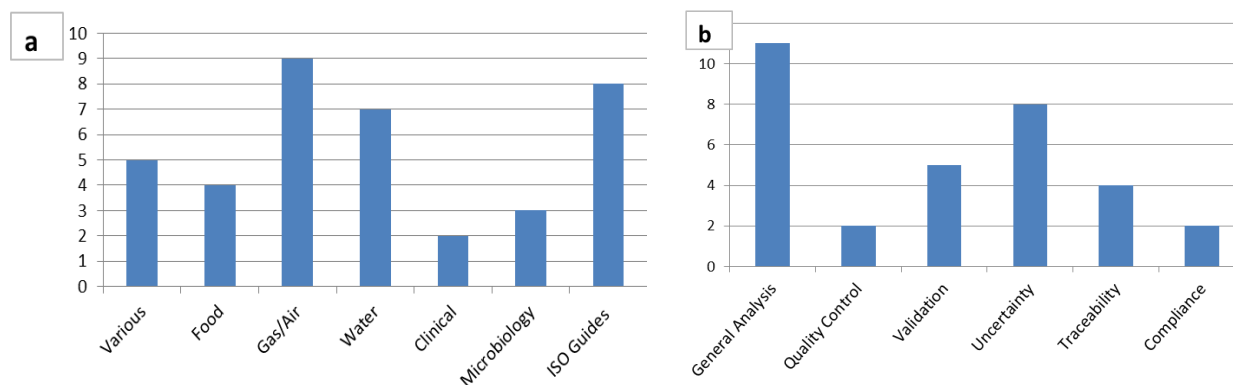 a
10
9
8
7
6
5
4
3
2
1
0
Various
Food
Gas/Air
Water
Clinical
Microbiology
ISO Guides
b
10
8
6
4
2
0
General Analysis
Quality Control
Validation
Uncertainty
Traceability
Compliance